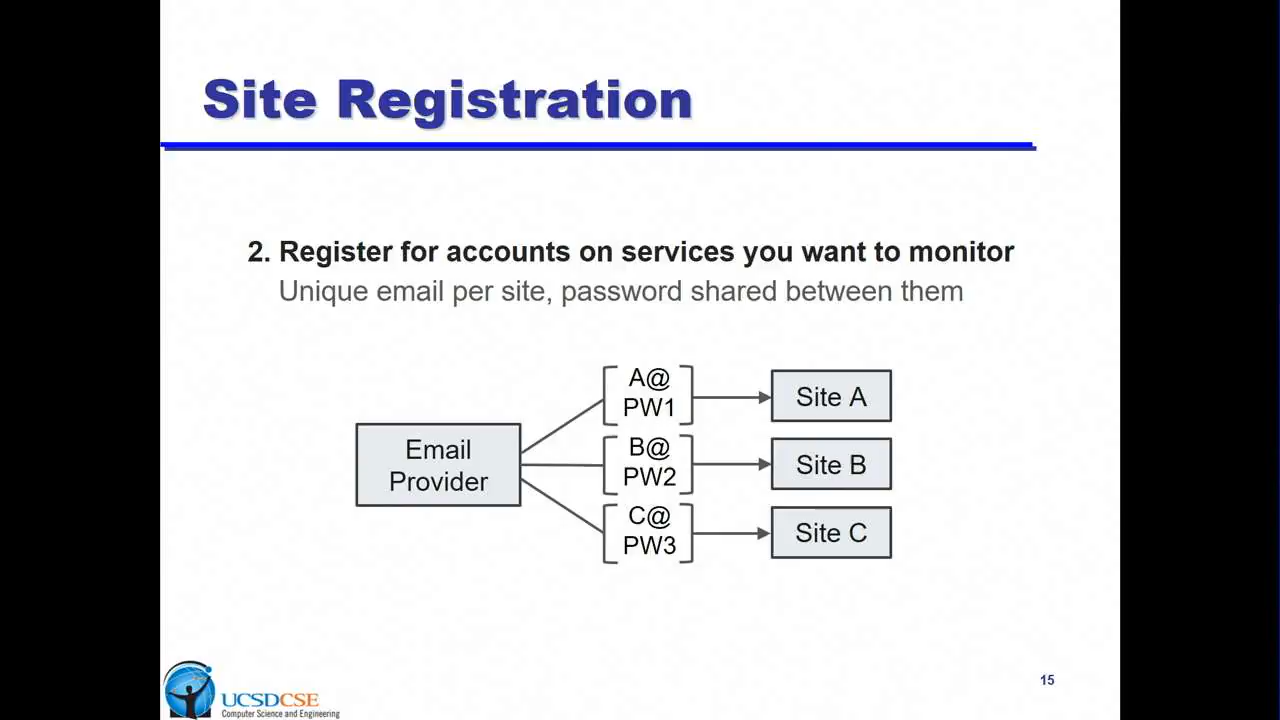 Site Registration
2. Register for accounts on services you want to monitor
Unique email per site, password shared between them
Email
Provider
A@
PW1
Site A
B@
PW2
Site B
C@
PW3
Site C
UCSDCSE
Computer Science and Engineering
15